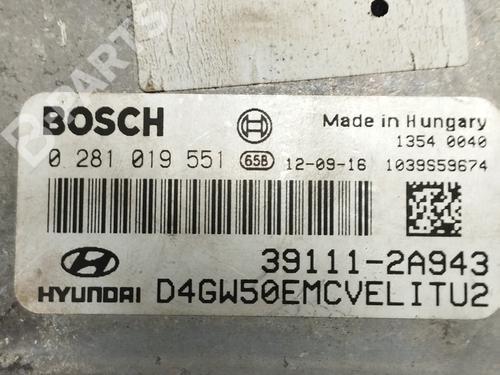 B-PARTS
BOSCH
Made in Hungary
1354 0040
0 281 019 551 65B 12-09-16 1039S59674
39111-2A943
HYUNDAI D4GW50EMCVELITU2